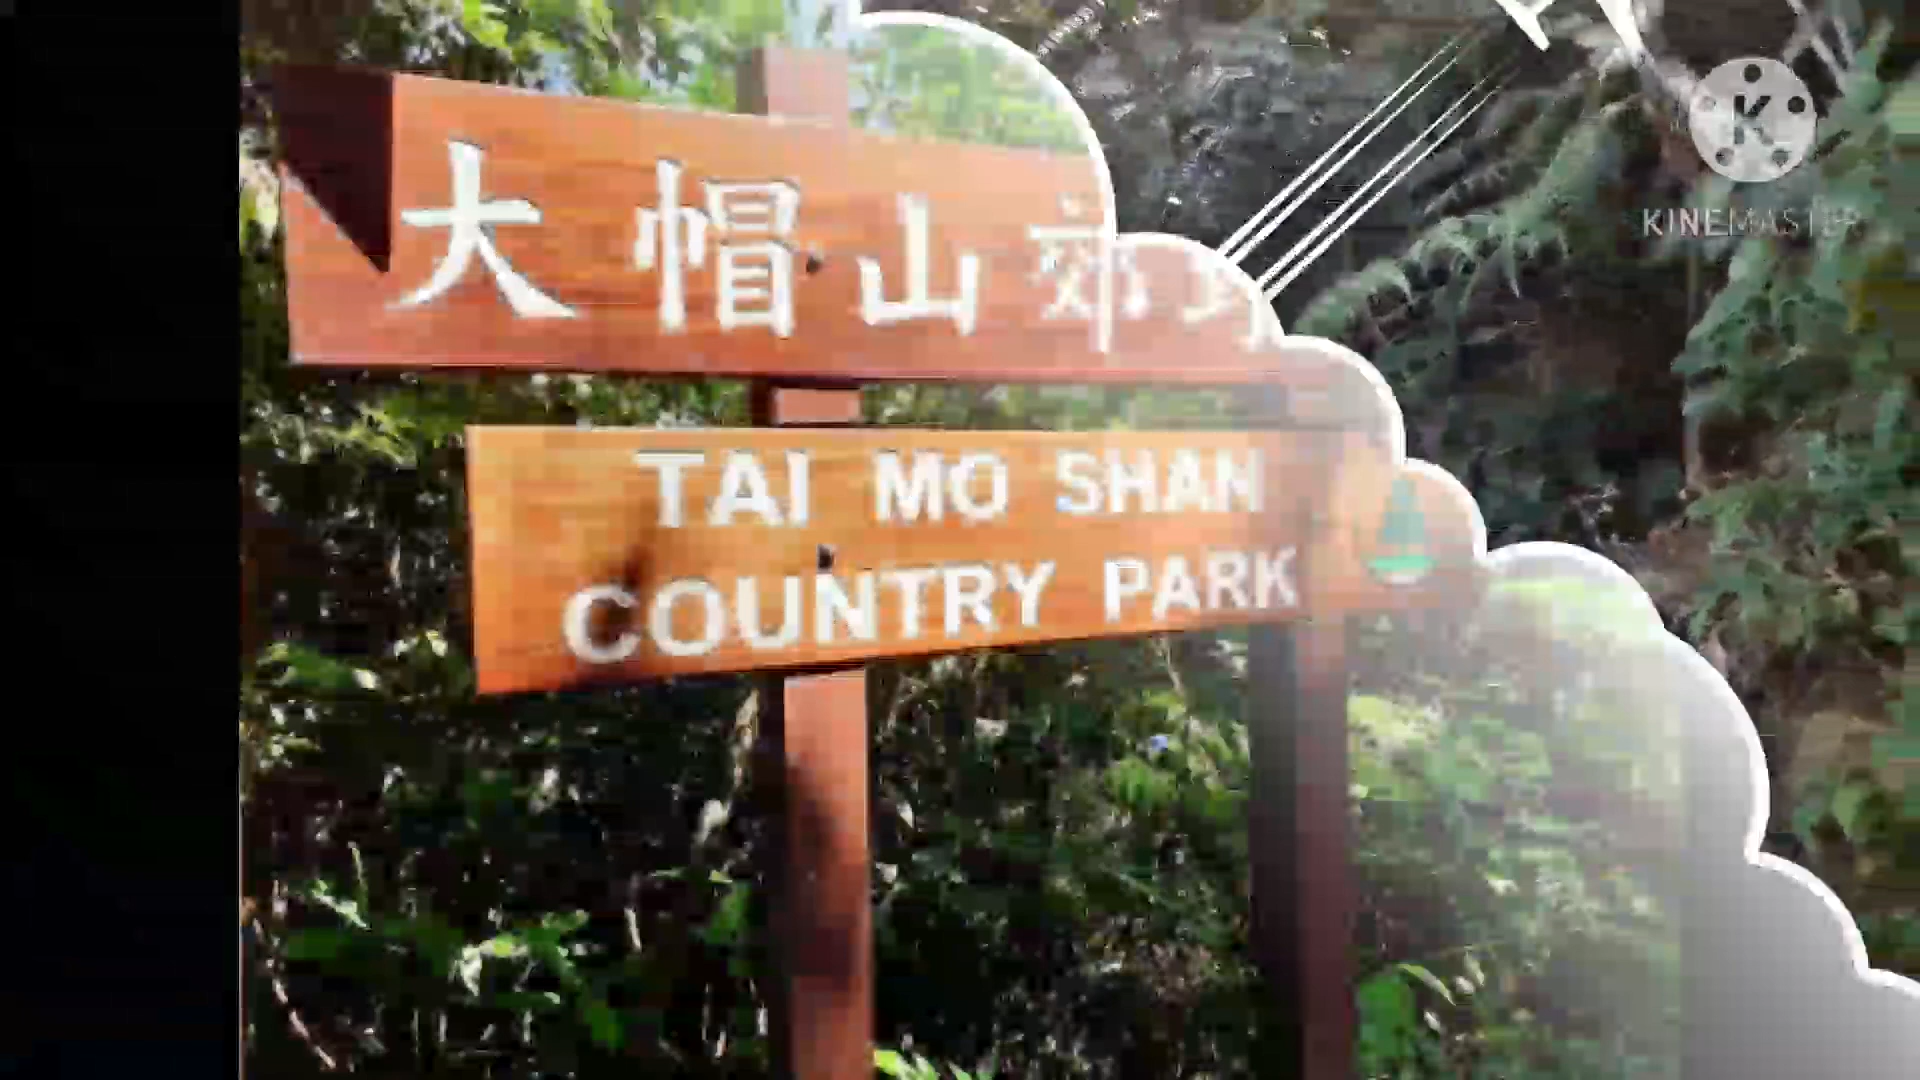 大帽山郊
TAI MO SHAN
COUNTRY PARK
K
KINEMASTER